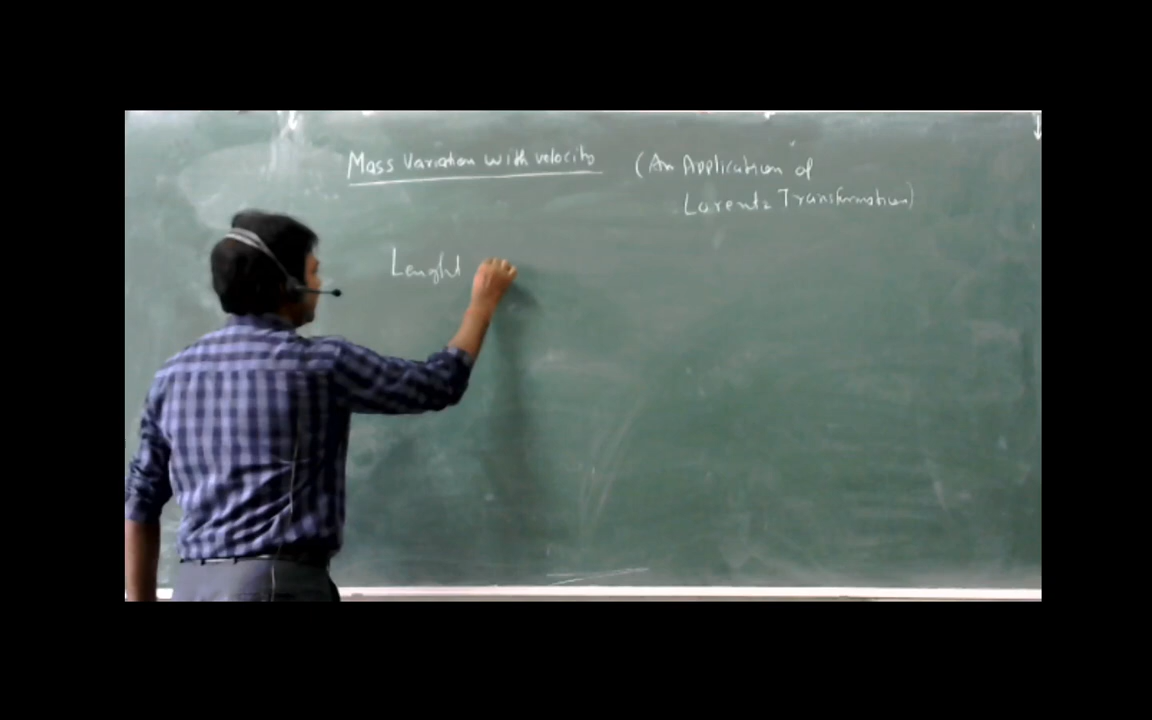 Mass Variation with velocity (An Application of
Lorentz Transformation)
Lenght